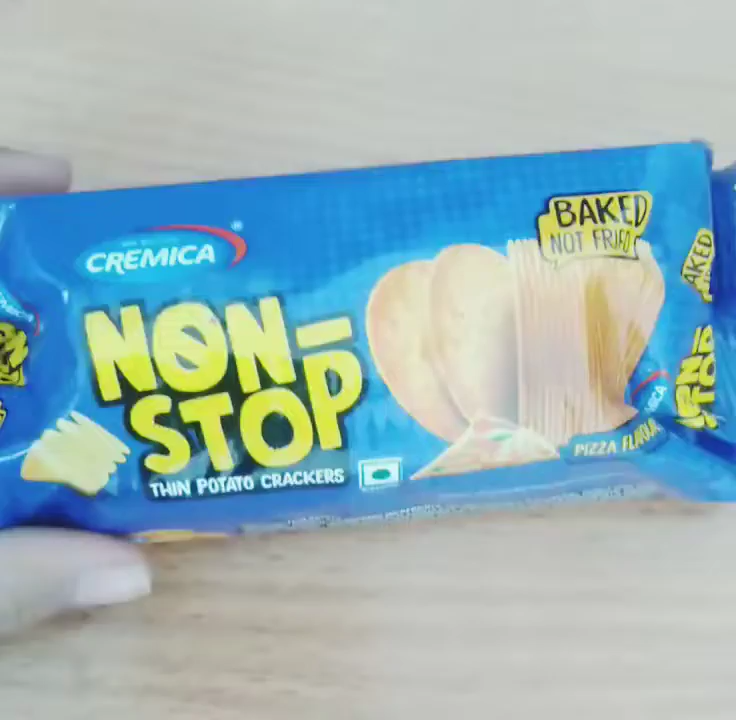 CREMICA
NON-
STOP
THIN POTATO CRACKERS
BAKED
NOT FRIED
PIZZA FLAVOUR